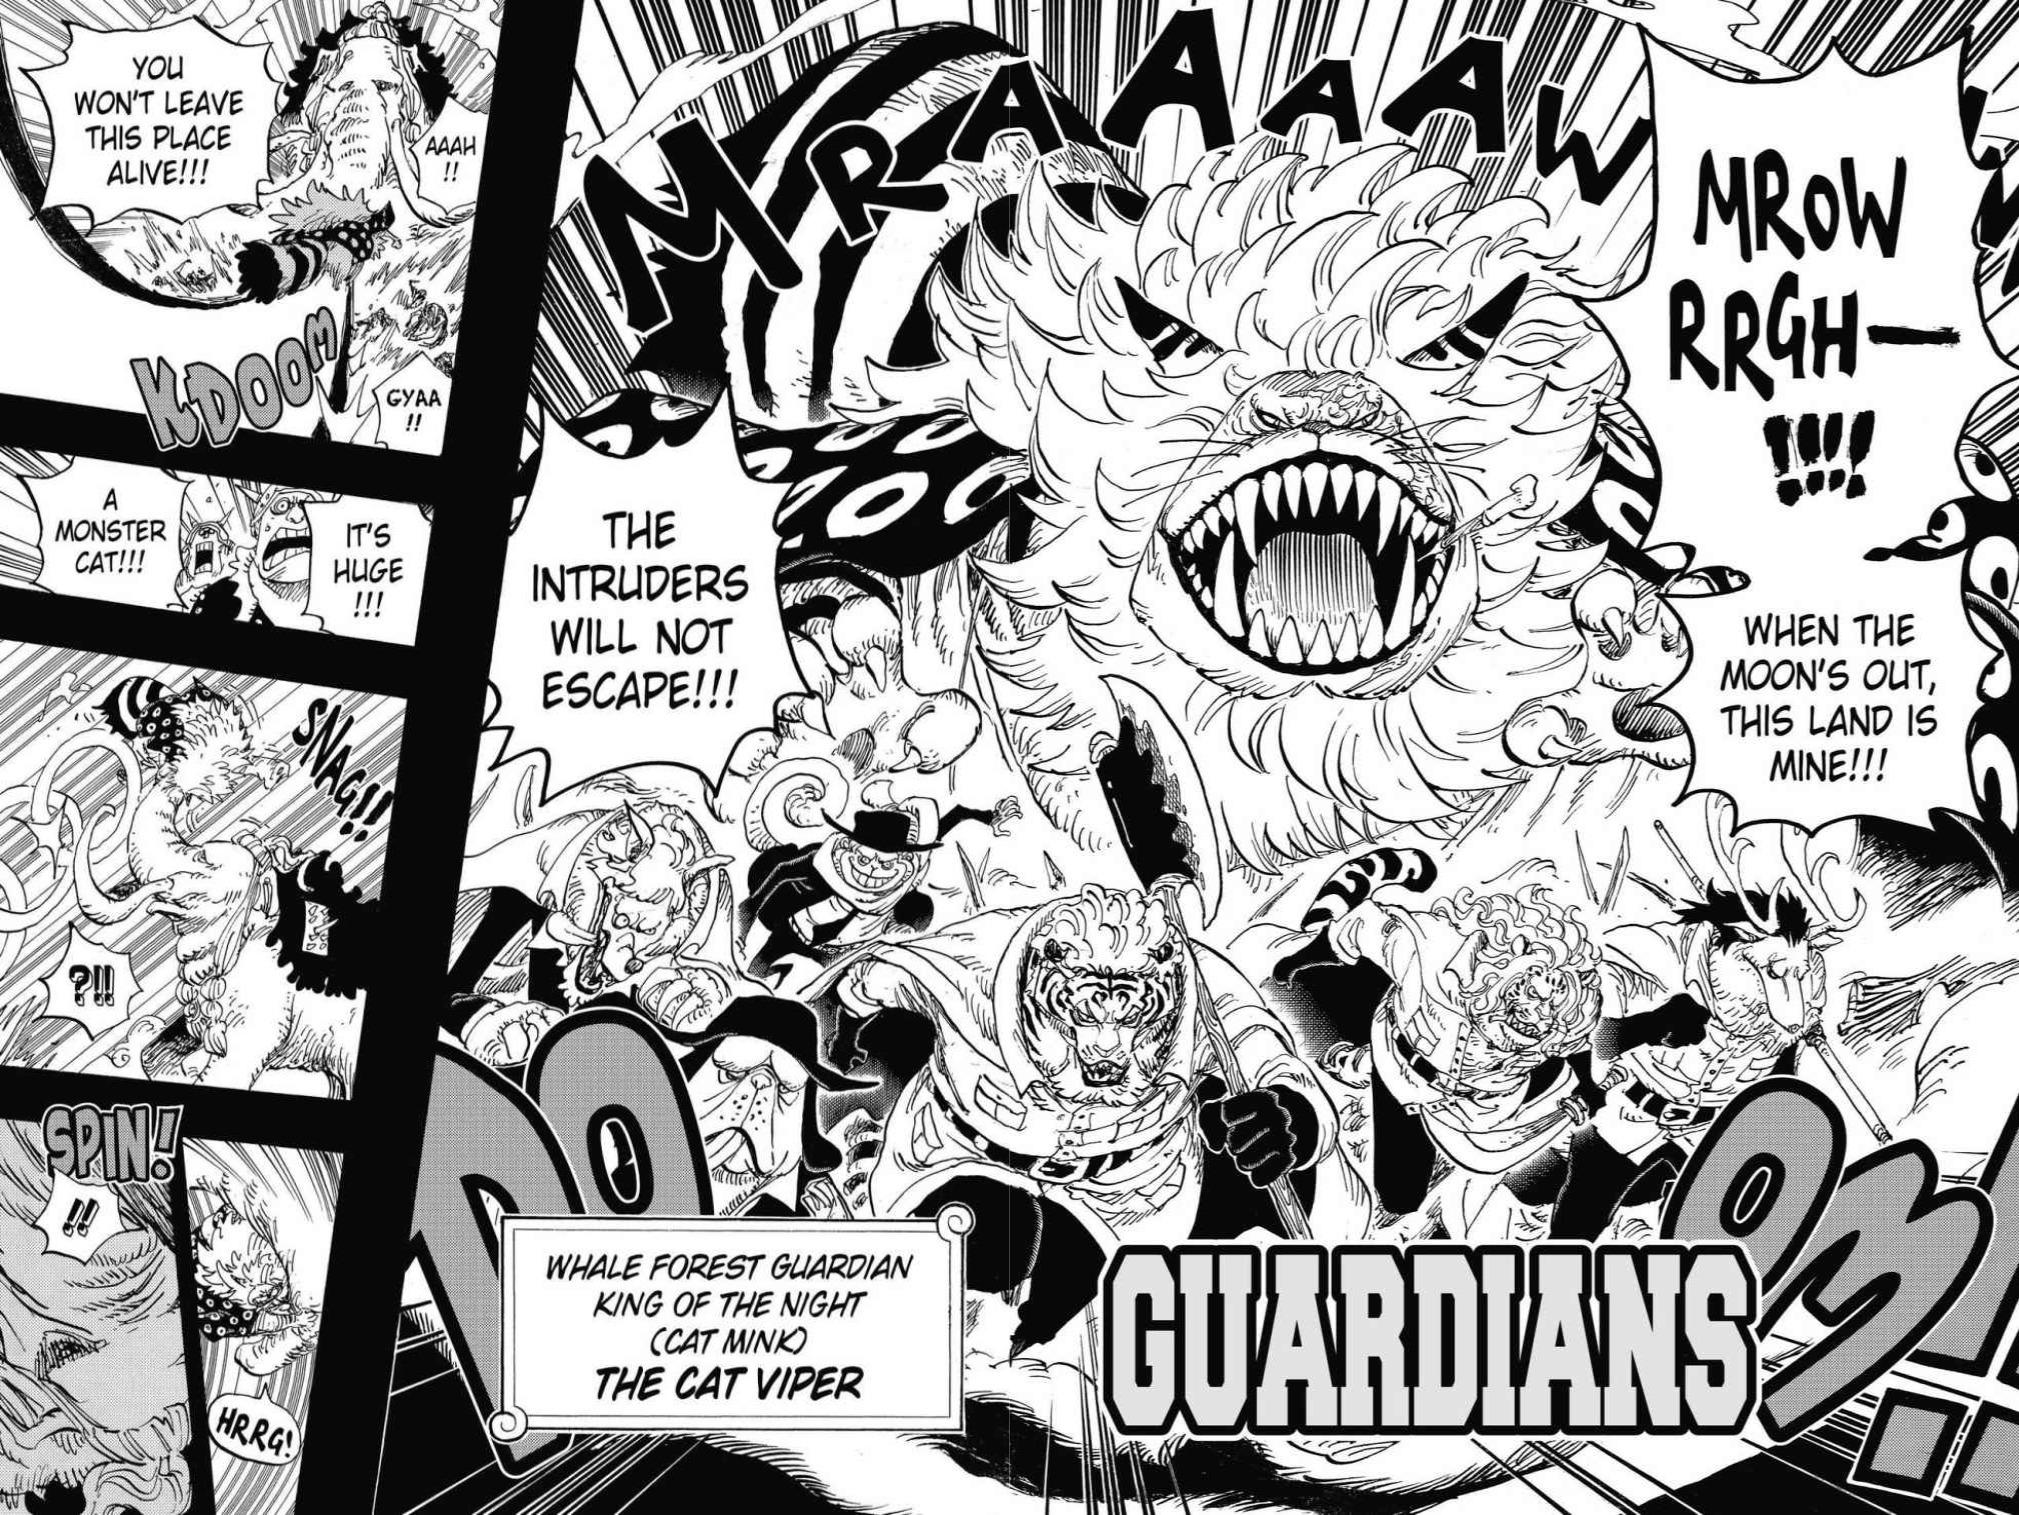 MRAAAAAW
MROW
RRGH—
!!!!
WHEN THE
MOON'S OUT,
THIS LAND IS
MINE!!!
THE
INTRUDERS
WILL NOT
ESCAPE!!!
DOOM!!
GUARDIANS
WHALE FOREST GUARDIAN
KING OF THE NIGHT
(CAT MINK)
THE CAT VIPER
YOU
WON'T LEAVE
THIS PLACE
ALIVE!!!
AAAH
!!
KDOOM
GYAA
!!
IT'S
HUGE
!!!
A
MONSTER
CAT!!!
SNAG!!
?!!
SPIN!
!!
HRRG!